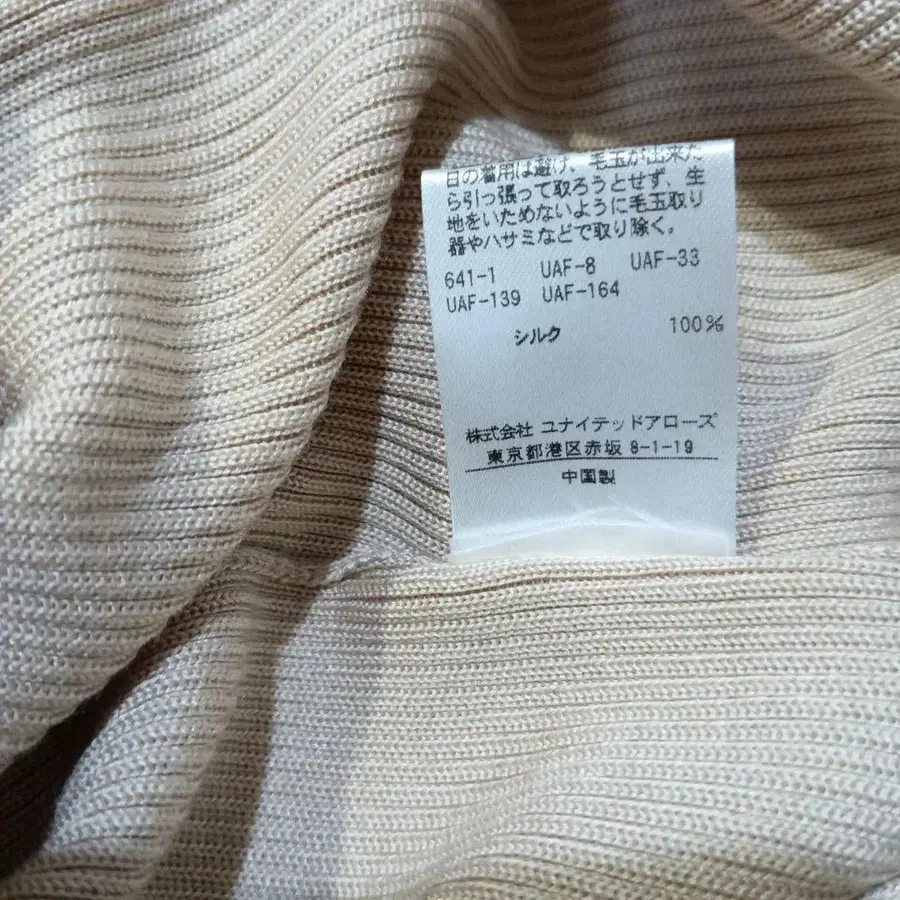 日の着用は避け、毛玉が出来た
ら引っ張って取ろうとせず、生
地をいためないように毛玉取り
器やハサミなどで取り除く。
641-1 UAF-8 UAF-33
UAF-139 UAF-164
シルク 100%
株式会社 ユナイテッドアローズ
東京都港区赤坂 8-1-19
中国製